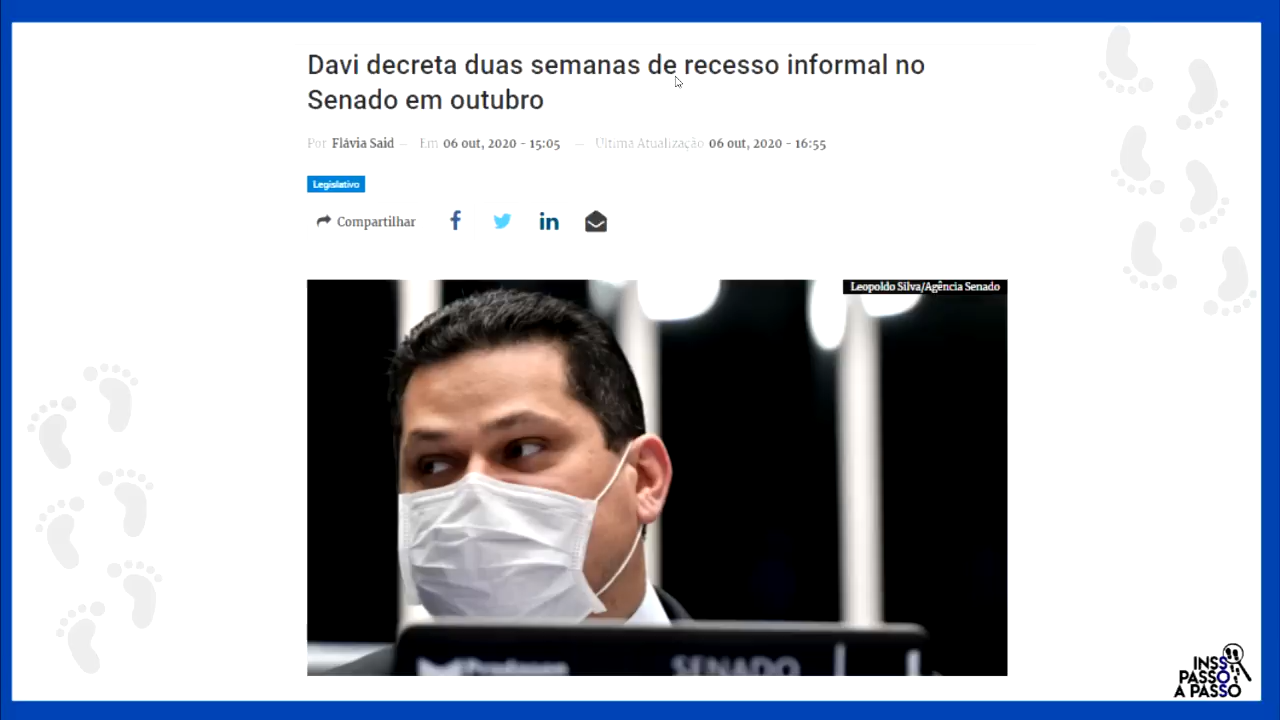 Davi decreta duas semanas de recesso informal no
Senado em outubro
Por Flávia Said — Em 06 out, 2020 - 15:05 — Última Atualização 06 out, 2020 - 16:55
Legislativo
Compartilhar
Leopoldo Silva/Agência Senado
SENADO
INSS
PASSO
A PASSO